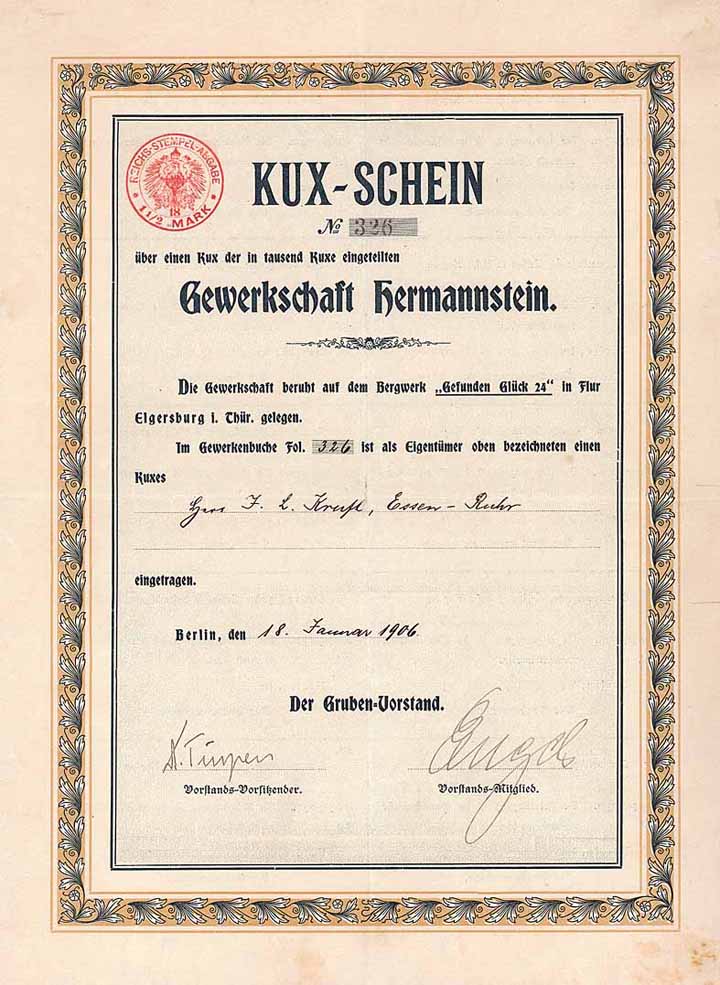 REICHS-STEMPEL-ABGABE
18
1 1/2 MARK
KUX-SCHEIN
№ 326
über einen Kux der in tausend Kuxe eingeteilten
Gewerkschaft Hermannstein.
Die Gewerkschaft beruht auf dem Bergwerk „Gefunden Glück 24“ in Flur
Elgersburg i. Thür. gelegen.
Im Gewerkenbuche Fol. 326 ist als Eigentümer oben bezeichneten einen
Kuxes
F. L. Kruft, Essen-Ruhr
eingetragen.
Berlin, den 18. Januar 1906
Der Gruben-Vorstand.
Engels
Vorstands-Vorsitzender. Vorstands-Mitglied.